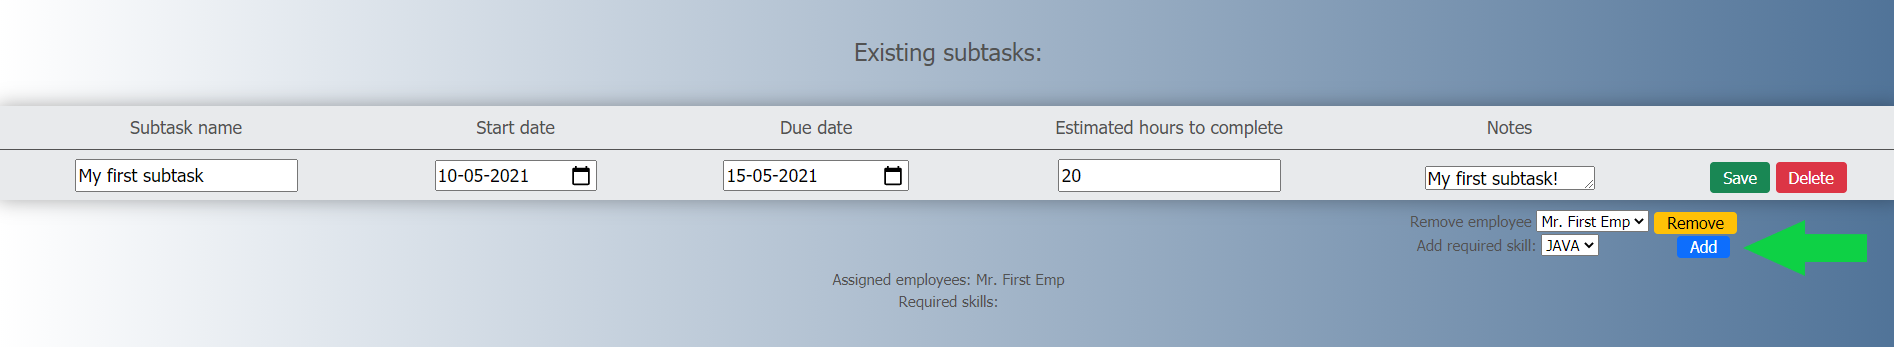 Existing subtasks:
Subtask name Start date Due date Estimated hours to complete Notes
My first subtask 10-05-2021 15-05-2021 20 My first subtask! Save Delete
Remove employee Mr. First Emp Remove
Add required skill: JAVA Add
Assigned employees: Mr. First Emp
Required skills: